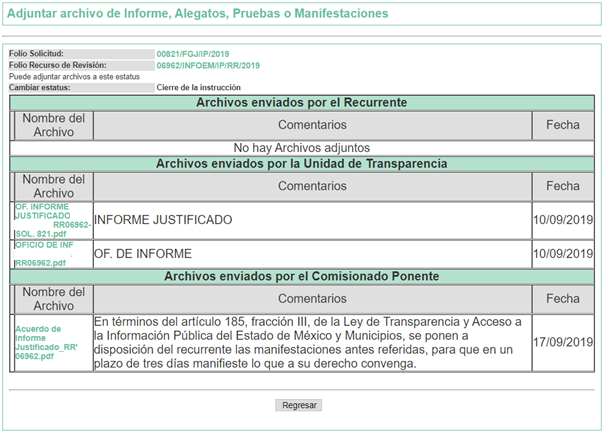 Adjuntar archivo de Informe, Alegatos, Pruebas o Manifestaciones
Folio Solicitud: 00821/FGJ/IP/2019
Folio Recurso de Revisión: 06962/INFOEM/IP/RR/2019
Puede adjuntar archivos a este estatus
Cambiar estatus: Cierre de la instrucción
Archivos enviados por el Recurrente
Nombre del Archivo Comentarios Fecha
No hay Archivos adjuntos
Archivos enviados por la Unidad de Transparencia
Nombre del Archivo Comentarios Fecha
OF. INFORME
JUSTIFICADO
RR06962-
SOL. 821.pdf
INFORME JUSTIFICADO 10/09/2019
OFICIO DE INF
RR06962.pdf
OF. DE INFORME 10/09/2019
Archivos enviados por el Comisionado Ponente
Nombre del Archivo Comentarios Fecha
Acuerdo de
Informe
Justificado_RR'
06962.pdf
En términos del artículo 185, fracción III, de la Ley de Transparencia y Acceso a
la Información Pública del Estado de México y Municipios, se ponen a
disposición del recurrente las manifestaciones antes referidas, para que en un
plazo de tres días manifieste lo que a su derecho convenga.
17/09/2019
Regresar